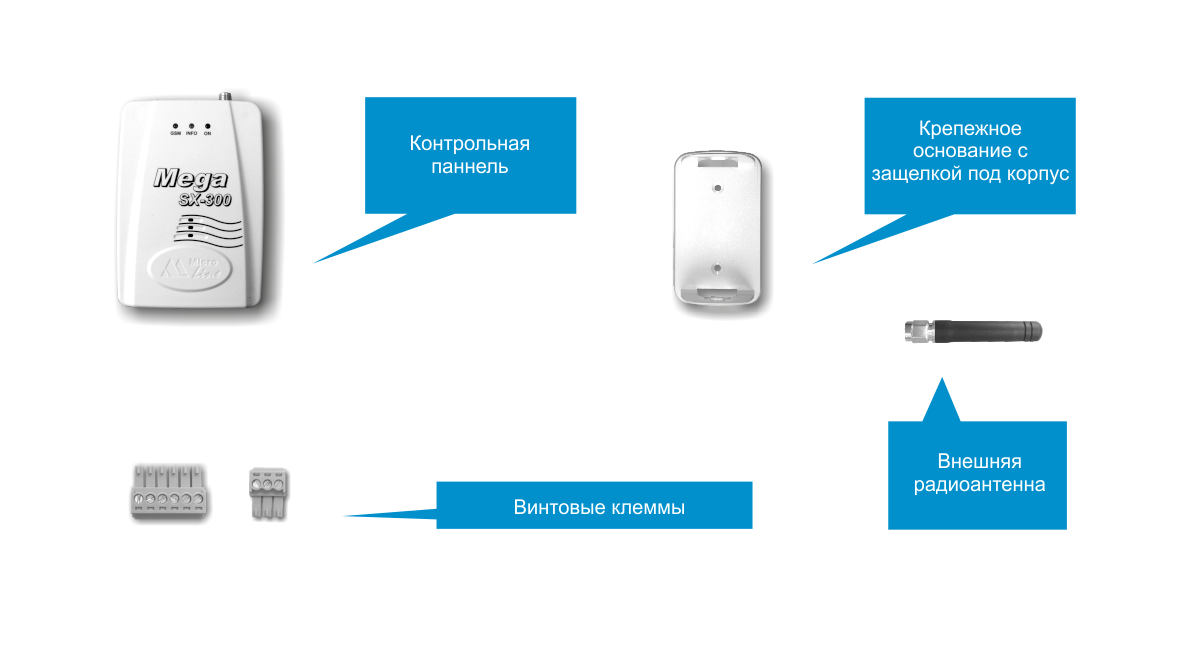 GSM INFO ON
Mega
SX-300
Micro
Line
Контрольная
паннель
Крепежное
основание с
защелкой под корпус
Внешняя
радиоантенна
Винтовые клеммы